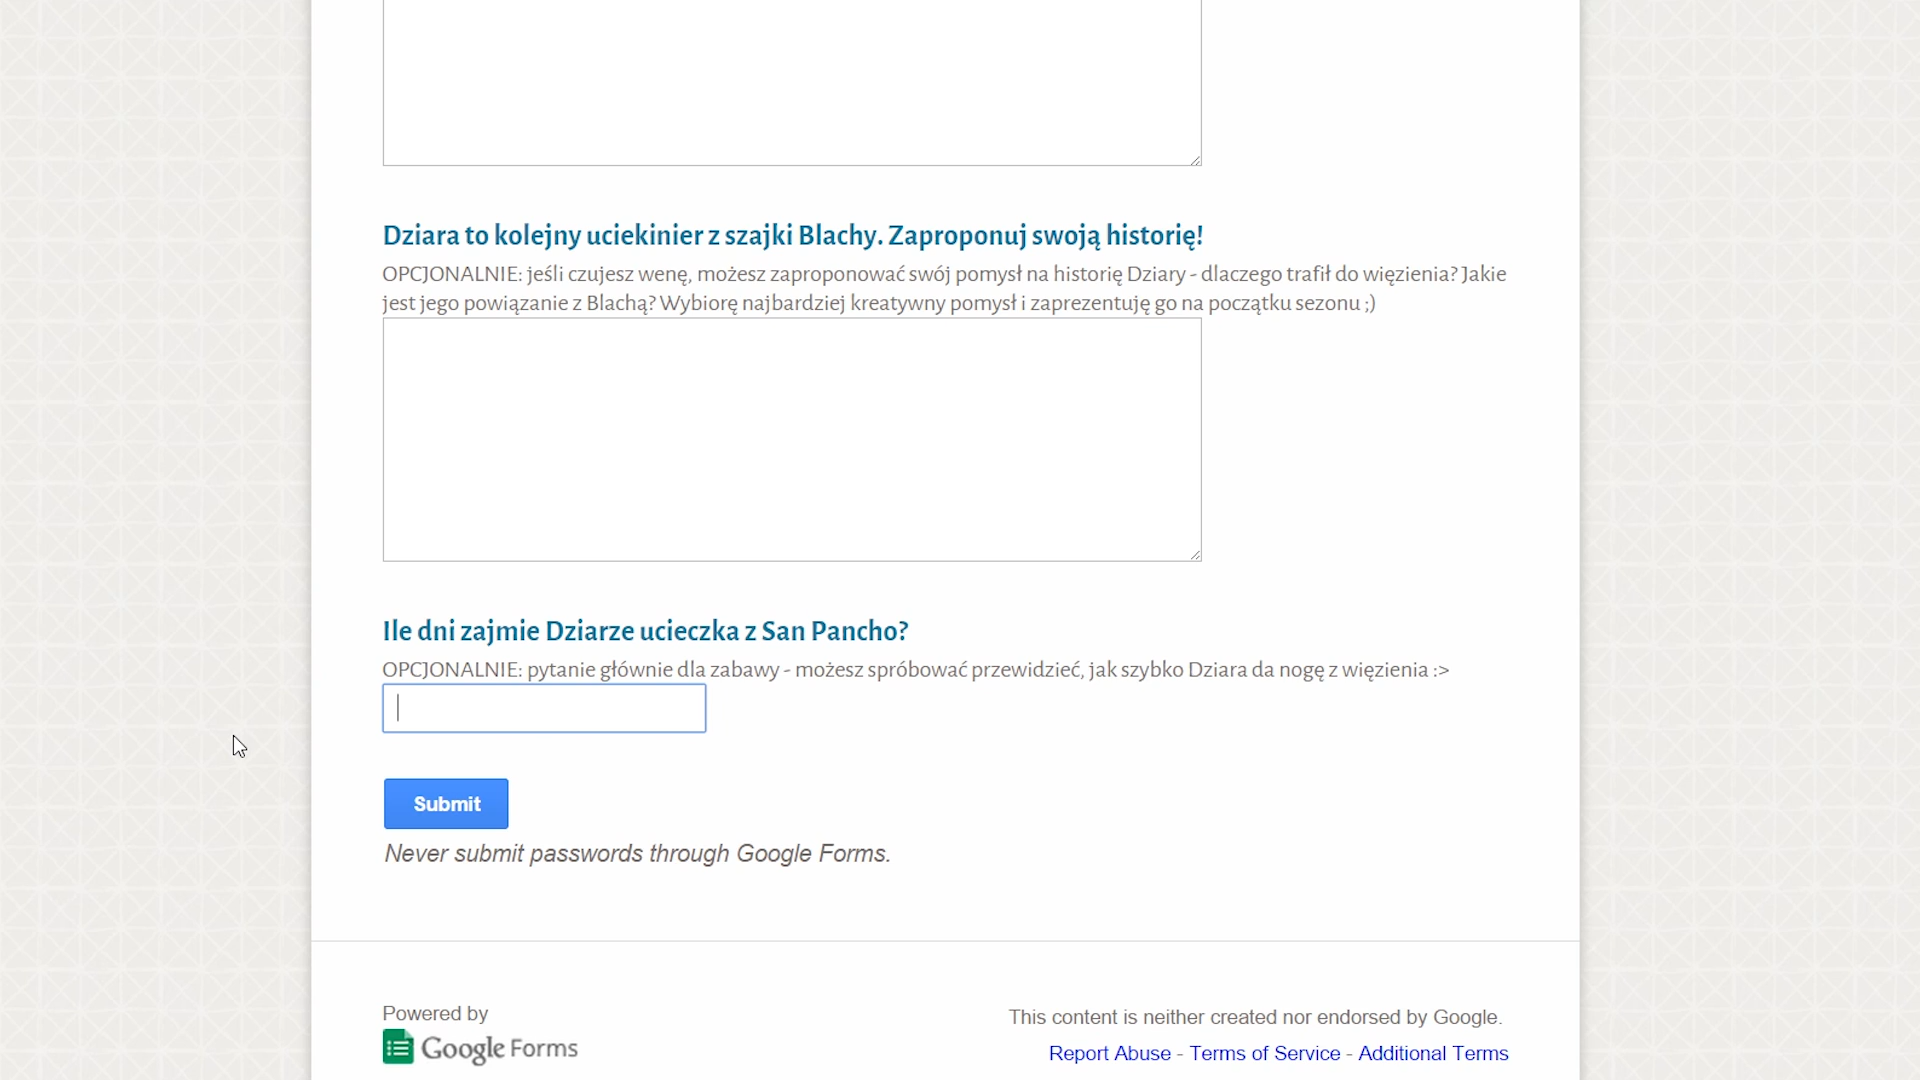 Dziara to kolejny uciekinier z szajki Blachy. Zaproponuj swoją historię!
OPCJONALNIE: jeśli czujesz wenę, możesz zaproponować swój pomysł na historię Dziary - dlaczego trafił do więzienia? Jakie
jest jego powiązanie z Blachą? Wybiorę najbardziej kreatywny pomysł i zaprezentuję go na początku sezonu ;)
Ile dni zajmie Dziarze ucieczka z San Pancho?
OPCJONALNIE: pytanie głównie dla zabawy - możesz spróbować przewidzieć, jak szybko Dziara da nogę z więzienia :>
Submit
Never submit passwords through Google Forms.
Powered by
Google Forms
This content is neither created nor endorsed by Google.
Report Abuse - Terms of Service - Additional Terms